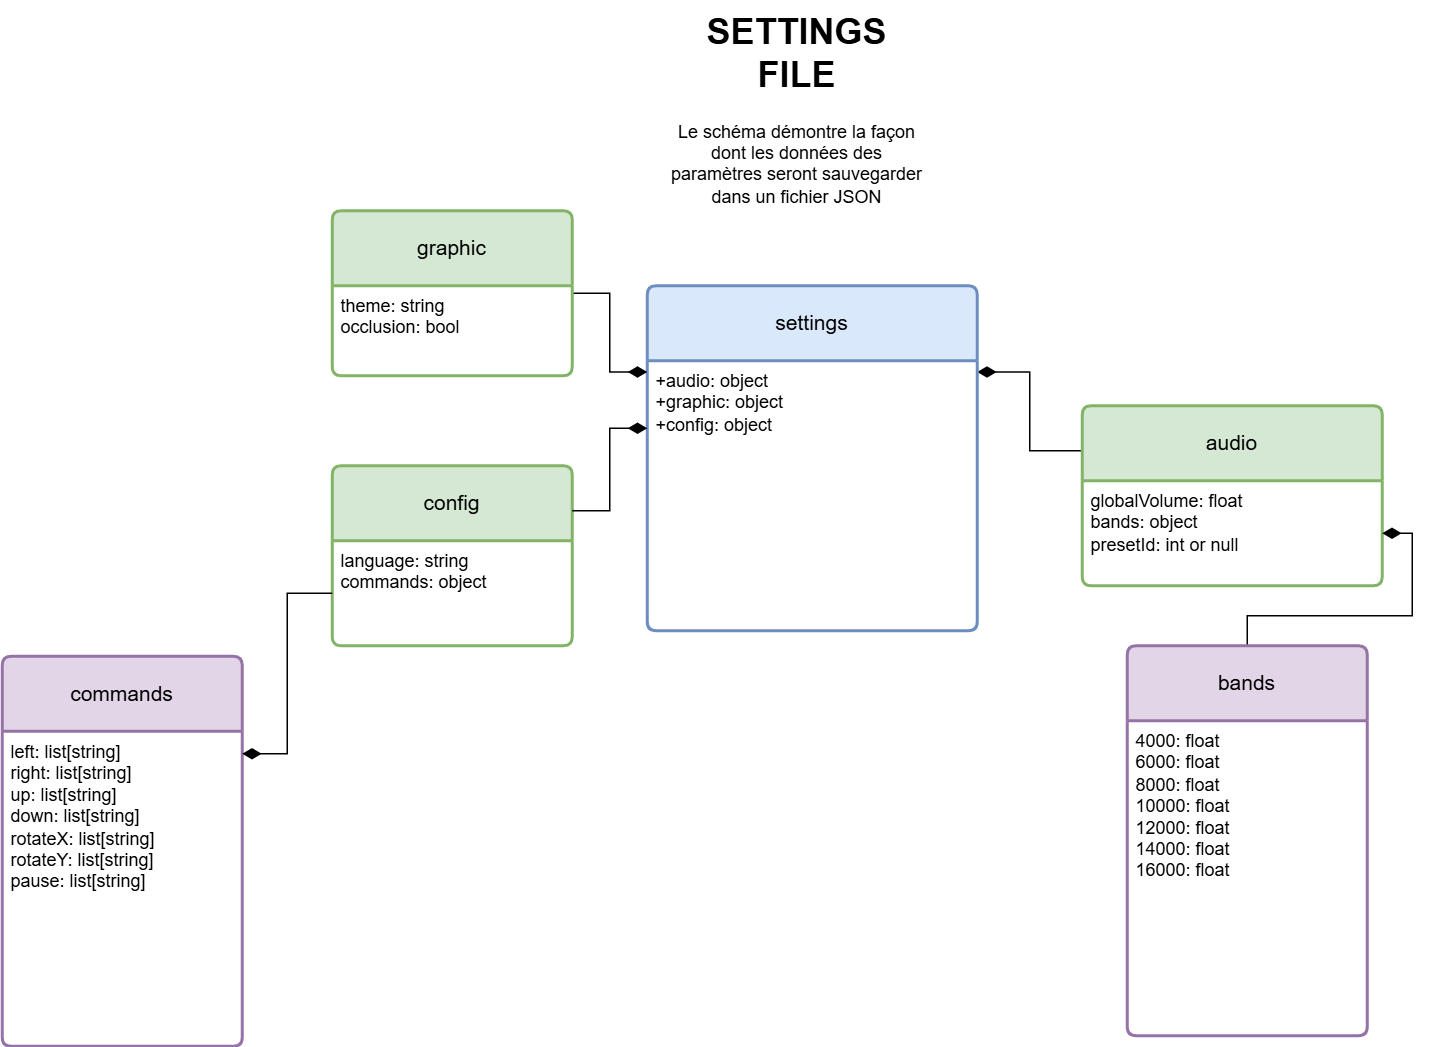 SETTINGS
FILE
Le schéma démontre la façon
dont les données des
paramètres seront sauvegarder
dans un fichier JSON
graphic
theme: string
occlusion: bool
settings
+audio: object
+graphic: object
+config: object
audio
globalVolume: float
bands: object
presetId: int or null
config
language: string
commands: object
commands
left: list[string]
right: list[string]
up: list[string]
down: list[string]
rotateX: list[string]
rotateY: list[string]
pause: list[string]
bands
4000: float
6000: float
8000: float
10000: float
12000: float
14000: float
16000: float